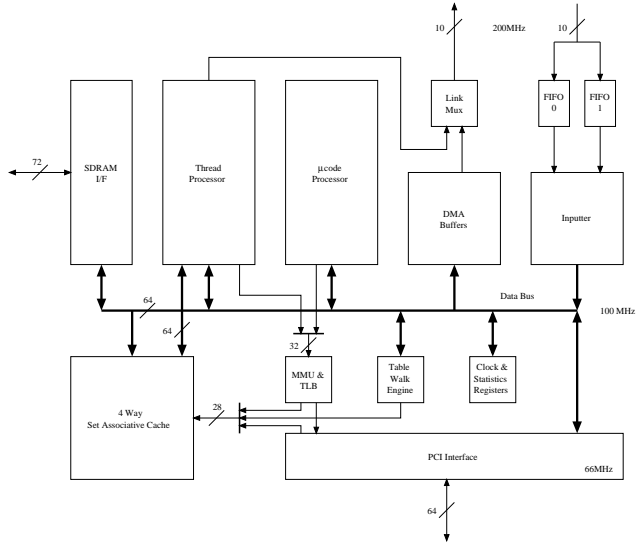 10
200MHz
10
Link
Mux
FIFO
0
FIFO
1
72
SDRAM
I/F
Thread
Processor
μcode
Processor
DMA
Buffers
Inputter
64
Data Bus
100 MHz
64
32
MMU &
TLB
Table
Walk
Engine
Clock &
Statistics
Registers
4 Way
Set Associative Cache
28
PCI Interface
66MHz
64